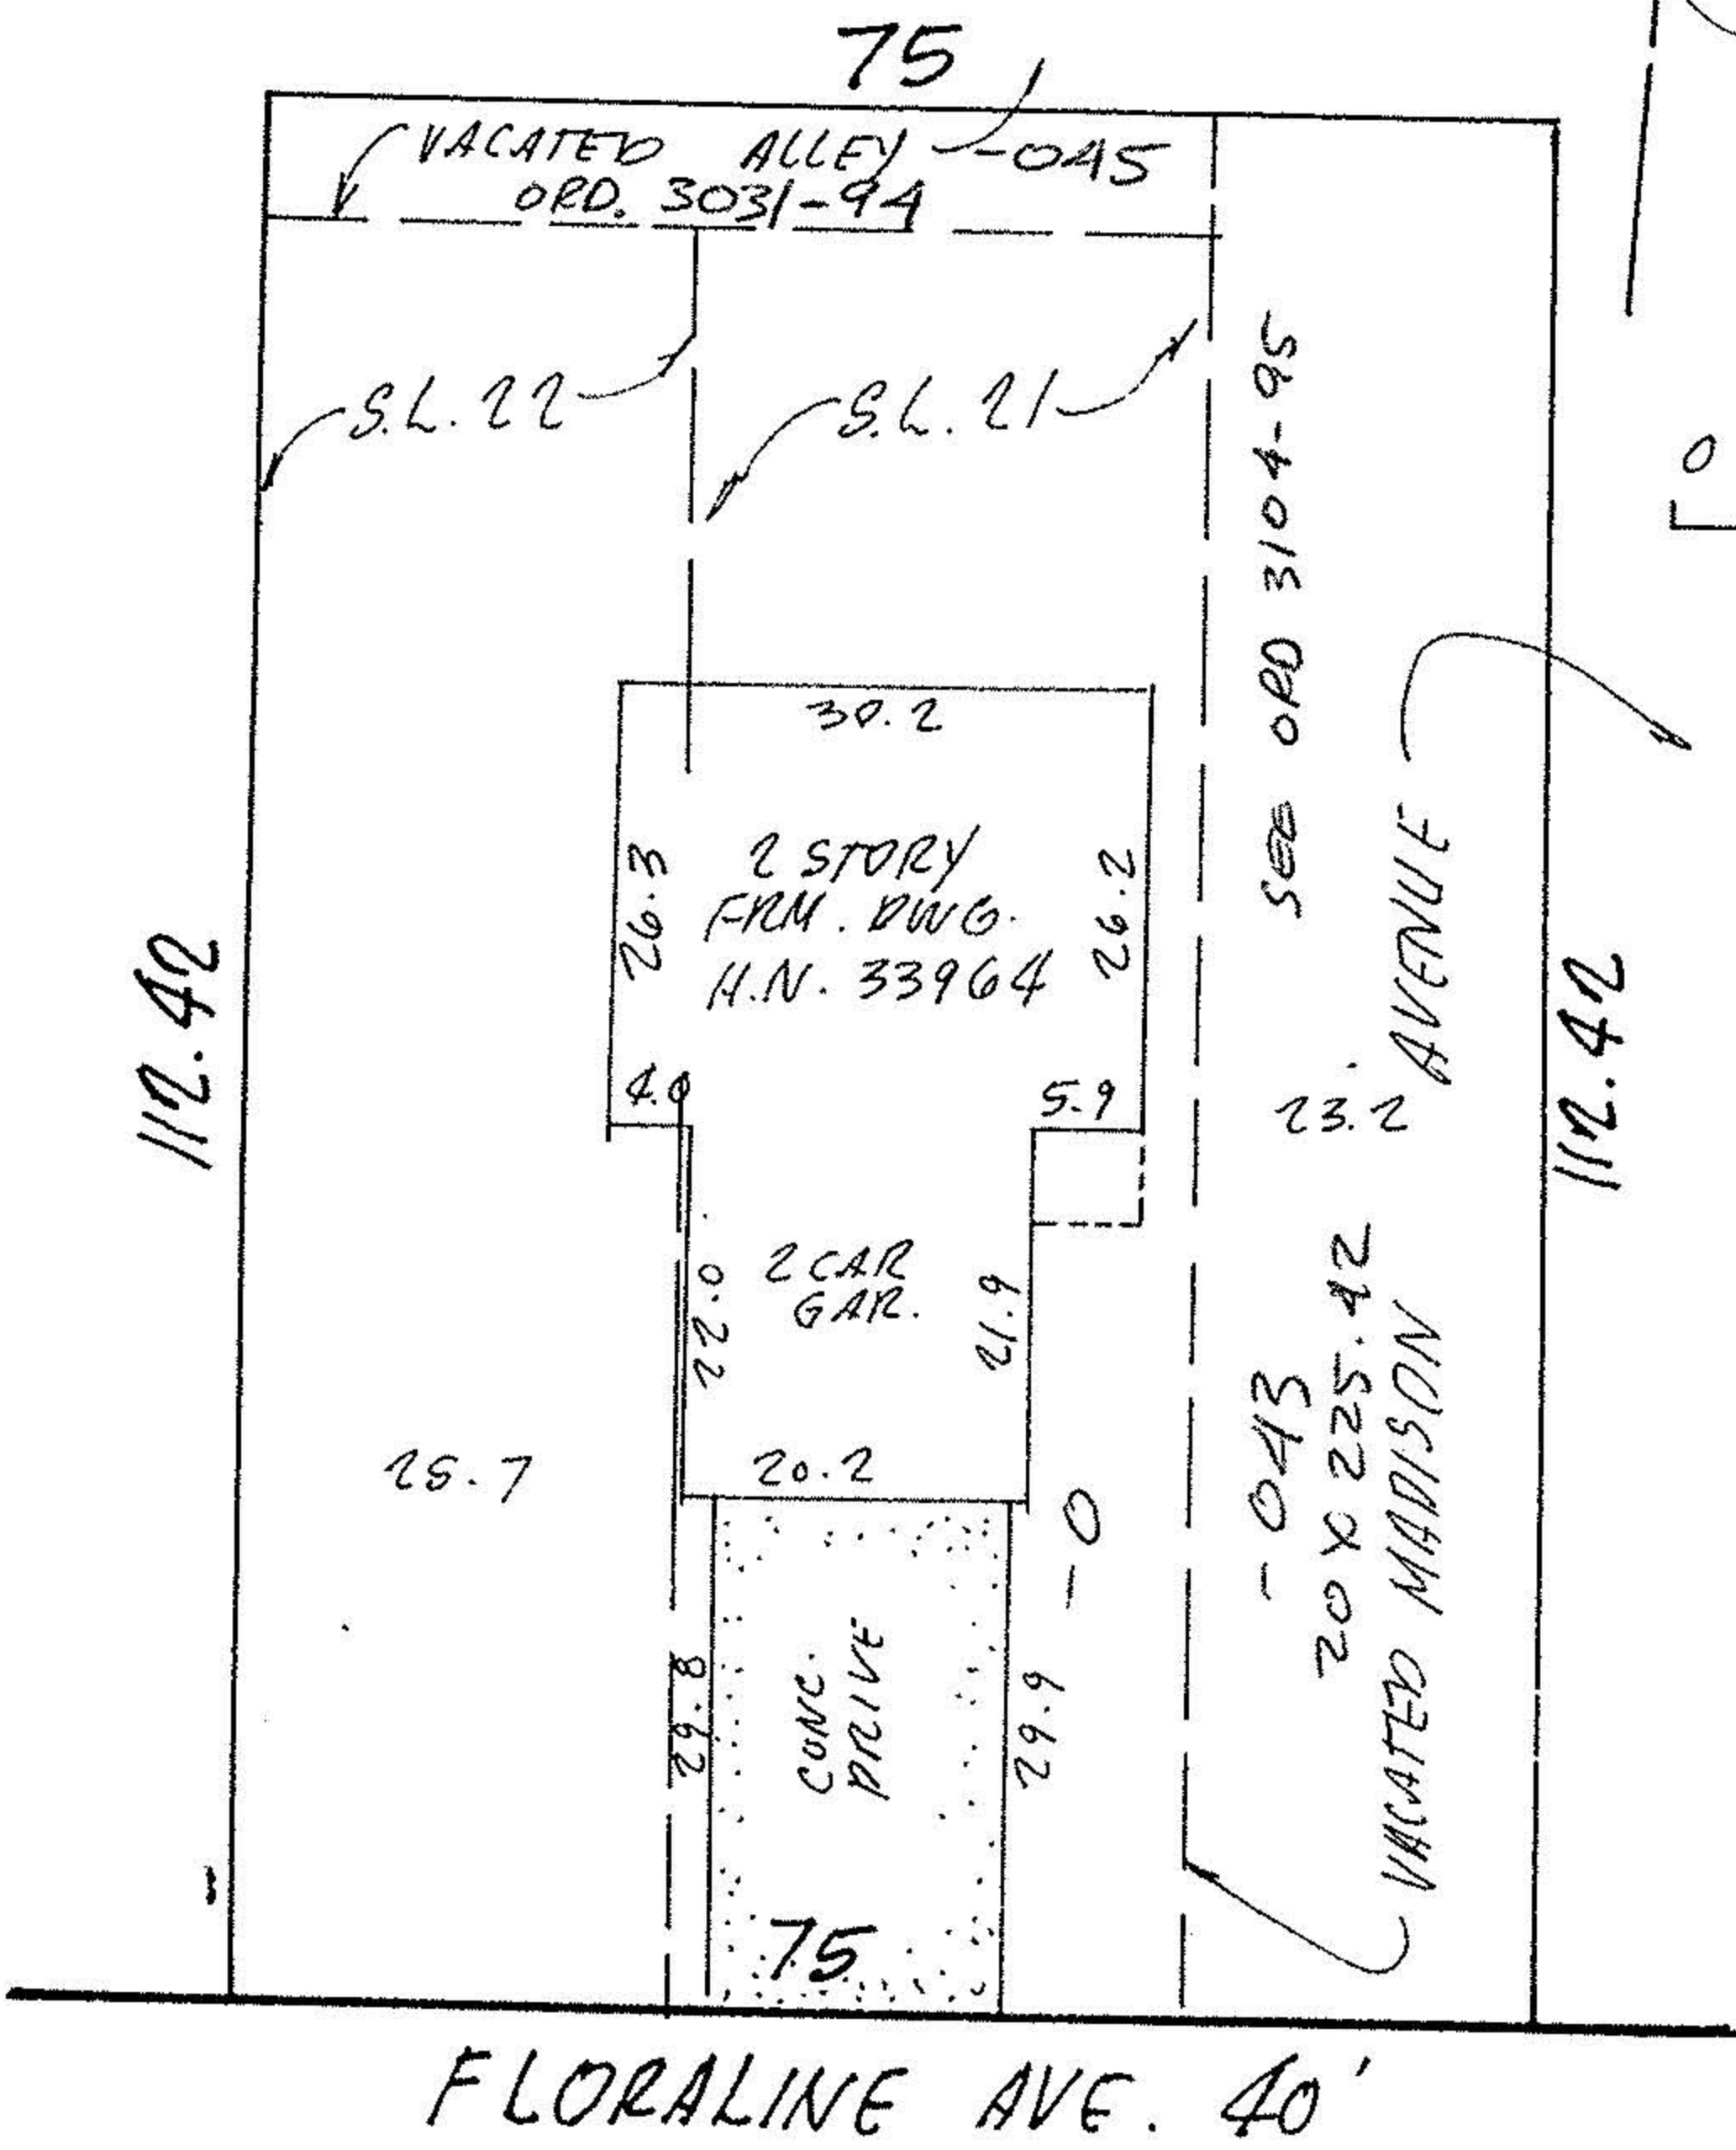 75
VACATED ALLEY -045
ORD. 3031-94
S.L. 22
S.L. 21
SEE ORD 3104-95
30.2
26.3
2 STORY
FRM. DWG.
H.N. 33964
26.2
4.0
5.9
23.2
112.42
112.42
22.0
2 CAR
GAR.
21.9
25.7
20.2
-0
-043
20 X 225.42
VACATED MADISON AVENUE
29.8
CONC.
DRIVE
29.9
75
FLORALINE AVE. 40'